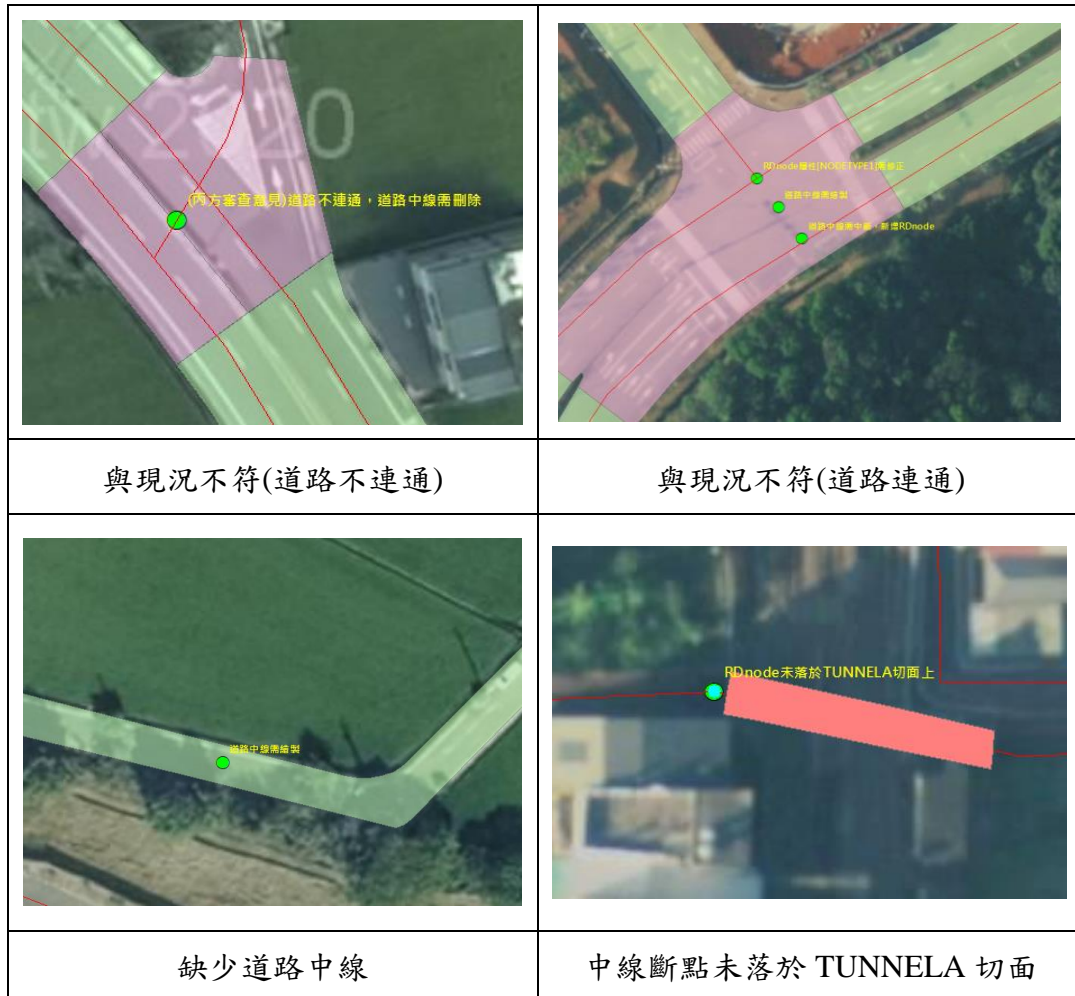 (丙方審查意見)道路不連通，道路中線需刪除
RDnode屬性[NODETYPE1]需修正
道路中線需繪製
道路中線需中斷，新增RDnode
與現況不符(道路不連通)
與現況不符(道路連通)
道路中線需繪製
RDnode未落於TUNNELA切面上
缺少道路中線
中線斷點未落於 TUNNELA 切面